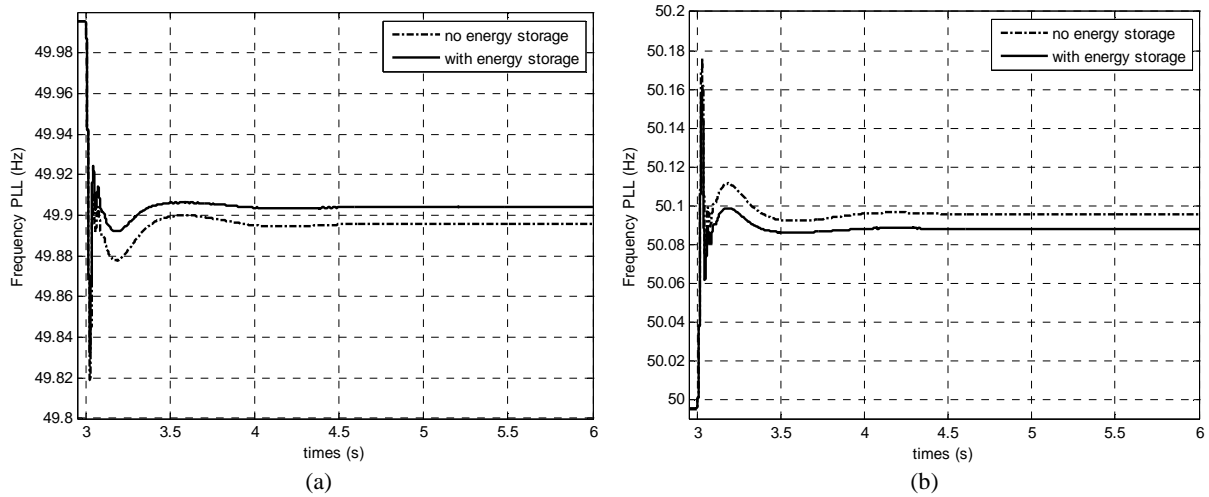 no energy storage
with energy storage
Frequency PLL (Hz)
49.98
49.96
49.94
49.92
49.9
49.88
49.86
49.84
49.82
49.8
3 3.5 4 4.5 5 5.5 6
times (s)
(a)
no energy storage
with energy storage
Frequency PLL (Hz)
50.2
50.18
50.16
50.14
50.12
50.1
50.08
50.06
50.04
50.02
50
3 3.5 4 4.5 5 5.5 6
times (s)
(b)